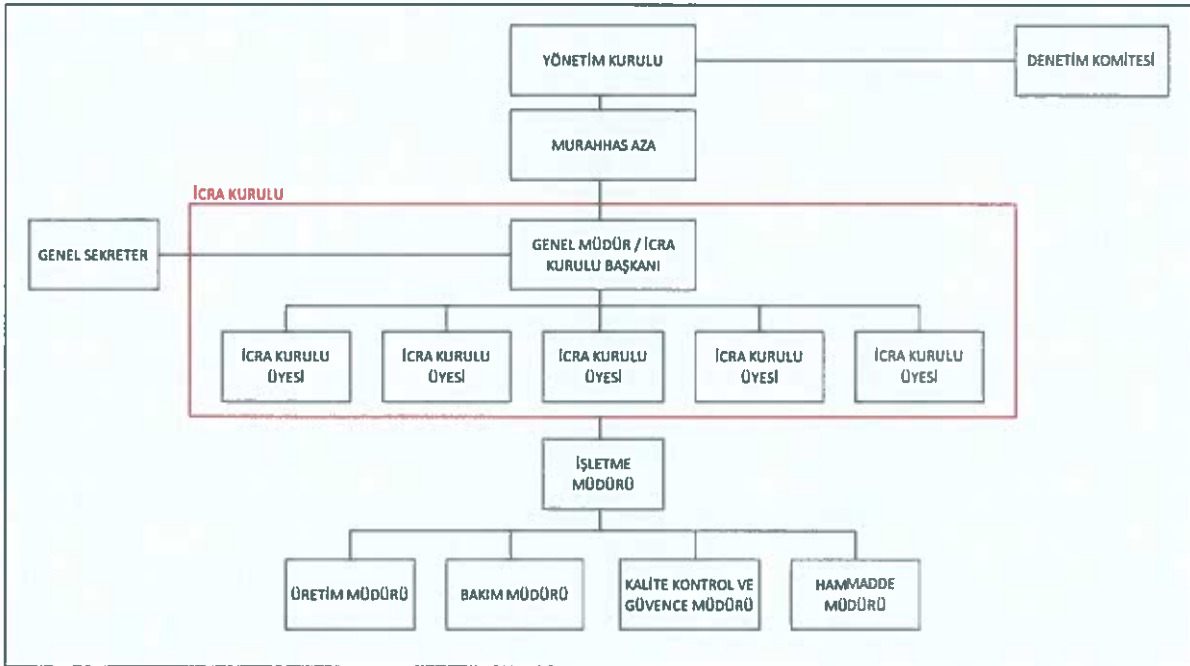 YÖNETİM KURULU
DENETİM KOMİTESİ
MURAHHAS AZA
İCRA KURULU
GENEL SEKRETER
GENEL MÜDÜR / İCRA
KURULU BAŞKANI
İCRA KURULU
ÜYESİ
İCRA KURULU
ÜYESİ
İCRA KURULU
ÜYESİ
İCRA KURULU
ÜYESİ
İCRA KURULU
ÜYESİ
İŞLETME
MÜDÜRÜ
ÜRETİM MÜDÜRÜ
BAKIM MÜDÜRÜ
KALİTE KONTROL VE
GÜVENCE MÜDÜRÜ
HAMMADDE
MÜDÜRÜ